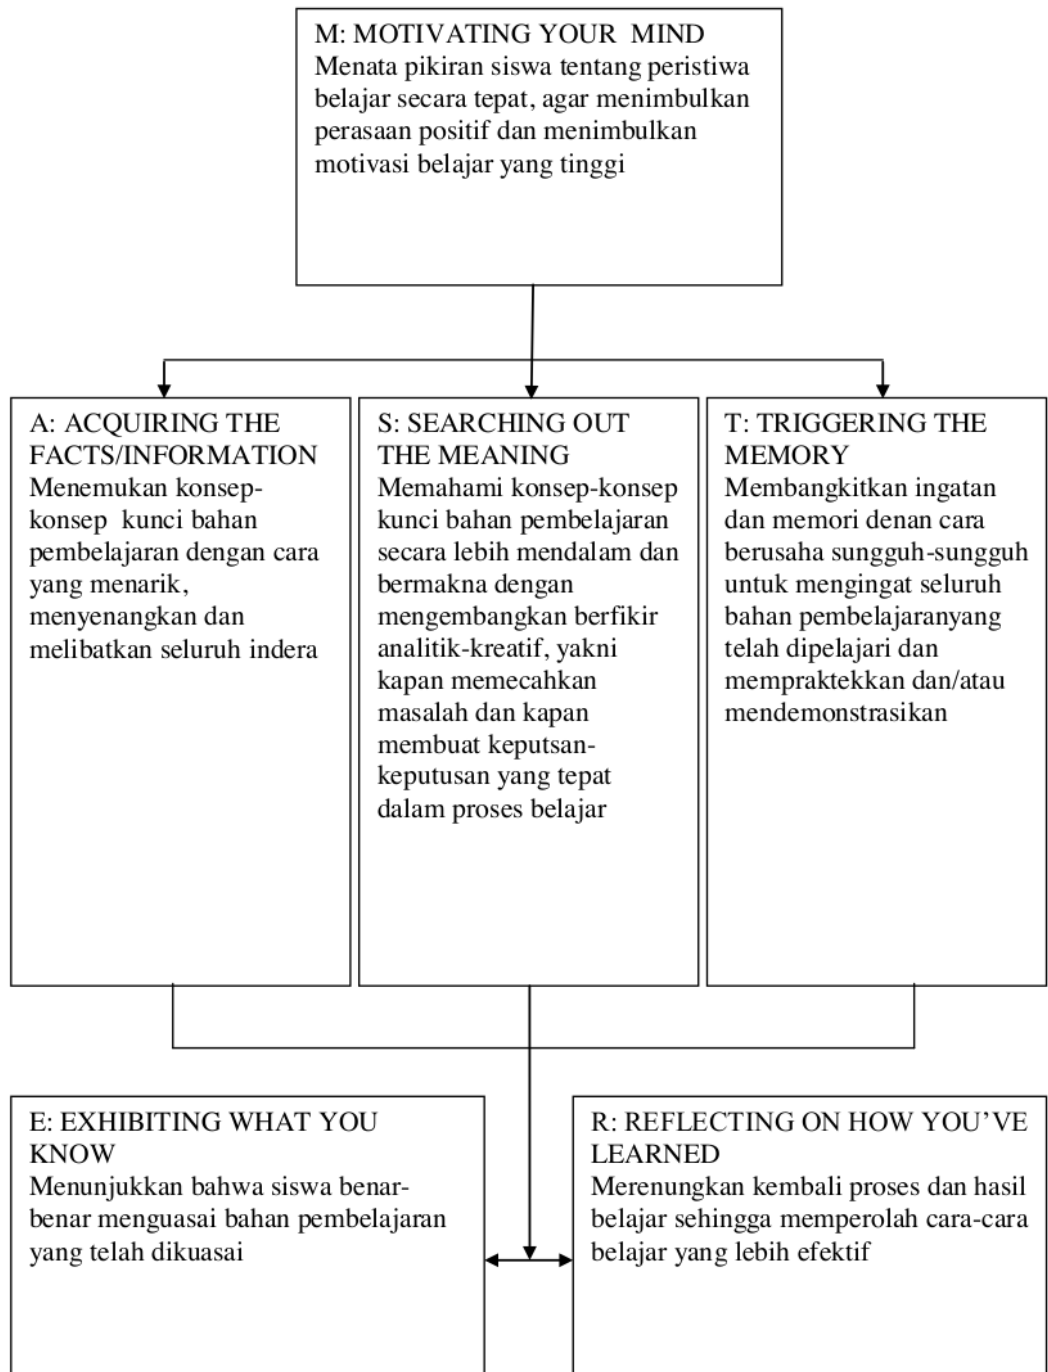 M: MOTIVATING YOUR MIND
Menata pikiran siswa tentang peristiwa
belajar secara tepat, agar menimbulkan
perasaan positif dan menimbulkan
motivasi belajar yang tinggi
A: ACQUIRING THE
FACTS/INFORMATION
Menemukan konsep-
konsep kunci bahan
pembelajaran dengan cara
yang menarik,
menyenangkan dan
melibatkan seluruh indera
S: SEARCHING OUT
THE MEANING
Memahami konsep-konsep
kunci bahan pembelajaran
secara lebih mendalam dan
bermakna dengan
mengembangkan berfikir
analitik-kreatif, yakni
kapan memecahkan
masalah dan kapan
membuat keputsan-
keputusan yang tepat
dalam proses belajar
T: TRIGGERING THE
MEMORY
Membangkitkan ingatan
dan memori denan cara
berusaha sungguh-sungguh
untuk mengingat seluruh
bahan pembelajaranyang
telah dipelajari dan
mempraktekkan dan/atau
mendemonstrasikan
E: EXHIBITING WHAT YOU
KNOW
Menunjukkan bahwa siswa benar-
benar menguasai bahan pembelajaran
yang telah dikuasai
R: REFLECTING ON HOW YOU’VE
LEARNED
Merenungkan kembali proses dan hasil
belajar sehingga memperolah cara-cara
belajar yang lebih efektif